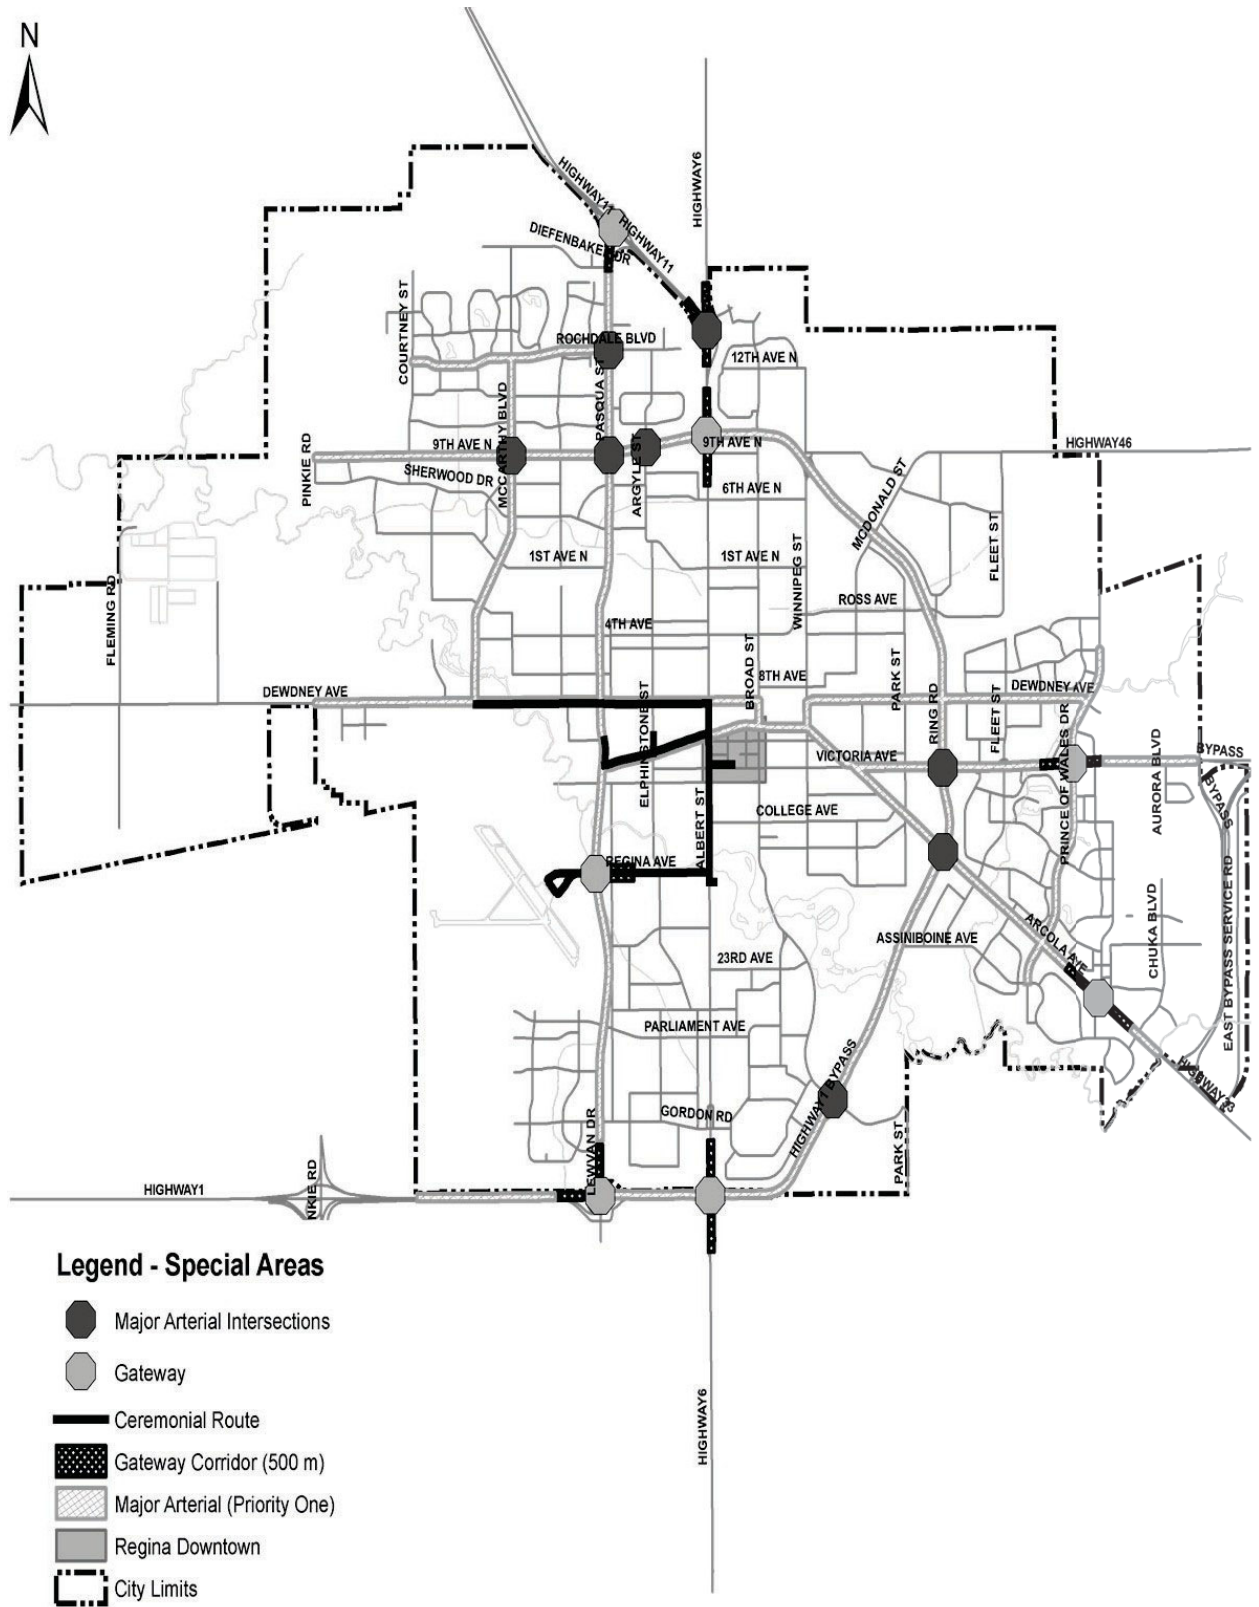 N
HIGHWAY11
HIGHWAY6
HIGHWAY11
DIEFENBAKER DR
COURTNEY ST
ROCHDALE BLVD
12TH AVE N
PASQUA ST
MCCARTHY BLVD
9TH AVE N
ARGYLE ST
9TH AVE N
HIGHWAY46
PINKIE RD
SHERWOOD DR
6TH AVE N
MCDONALD ST
1ST AVE N
1ST AVE N
WINNIPEG ST
FLEET ST
FLEMING RD
ROSS AVE
4TH AVE
BROAD ST
8TH AVE
PARK ST
DEWDNEY AVE
DEWDNEY AVE
ELPHINSTONE ST
RING RD
FLEET ST
PRINCE OF WALES DR
VICTORIA AVE
AURORA BLVD
BYPASS
BYPASS
ALBERT ST
COLLEGE AVE
REGINA AVE
EAST BYPASS SERVICE RD
CHUKA BLVD
ARCOLA AVE
ASSINIBOINE AVE
23RD AVE
PARLIAMENT AVE
HIGHWAY1 BYPASS
HIGHWAY33
GORDON RD
LEWVAN DR
PARK ST
HIGHWAY1
NKIE RD
HIGHWAY6
Legend - Special Areas
Major Arterial Intersections
Gateway
Ceremonial Route
Gateway Corridor (500 m)
Major Arterial (Priority One)
Regina Downtown
City Limits